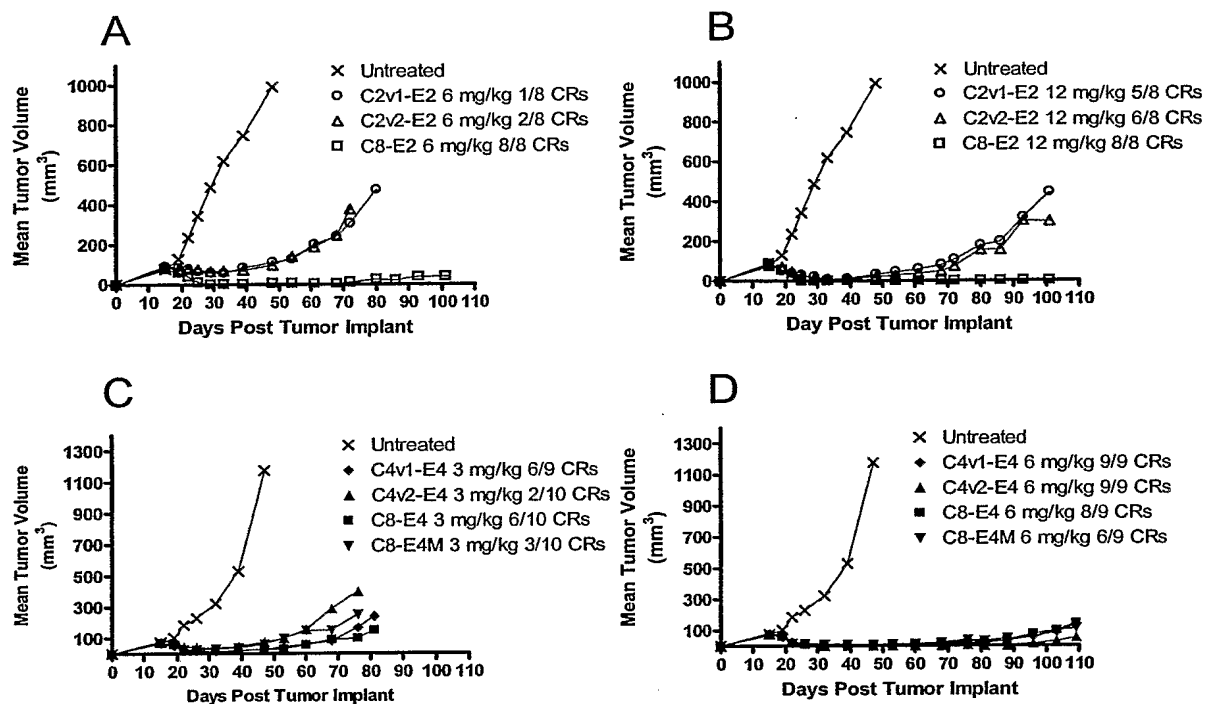 A
Mean Tumor Volume
(mm³)
1000
800
600
400
200
0
Untreated
C2v1-E2 6 mg/kg 1/8 CRs
C2v2-E2 6 mg/kg 2/8 CRs
C8-E2 6 mg/kg 8/8 CRs
0 10 20 30 40 50 60 70 80 90 100 110
Days Post Tumor Implant
B
Mean Tumor Volume
(mm³)
1000
800
600
400
200
0
Untreated
C2v1-E2 12 mg/kg 5/8 CRs
C2v2-E2 12 mg/kg 6/8 CRs
C8-E2 12 mg/kg 8/8 CRs
0 10 20 30 40 50 60 70 80 90 100 110
Day Post Tumor Implant
C
Mean Tumor Volume
(mm³)
1300
1100
900
700
500
300
100
Untreated
C4v1-E4 3 mg/kg 6/9 CRs
C4v2-E4 3 mg/kg 2/10 CRs
C8-E4 3 mg/kg 6/10 CRs
C8-E4M 3 mg/kg 3/10 CRs
0 10 20 30 40 50 60 70 80 90 100 110
Days Post Tumor Implant
D
Mean Tumor Volume
(mm³)
1300
1100
900
700
500
300
100
Untreated
C4v1-E4 6 mg/kg 9/9 CRs
C4v2-E4 6 mg/kg 9/9 CRs
C8-E4 6 mg/kg 8/9 CRs
C8-E4M 6 mg/kg 6/9 CRs
0 10 20 30 40 50 60 70 80 90 100 110
Days Post Tumor Implant